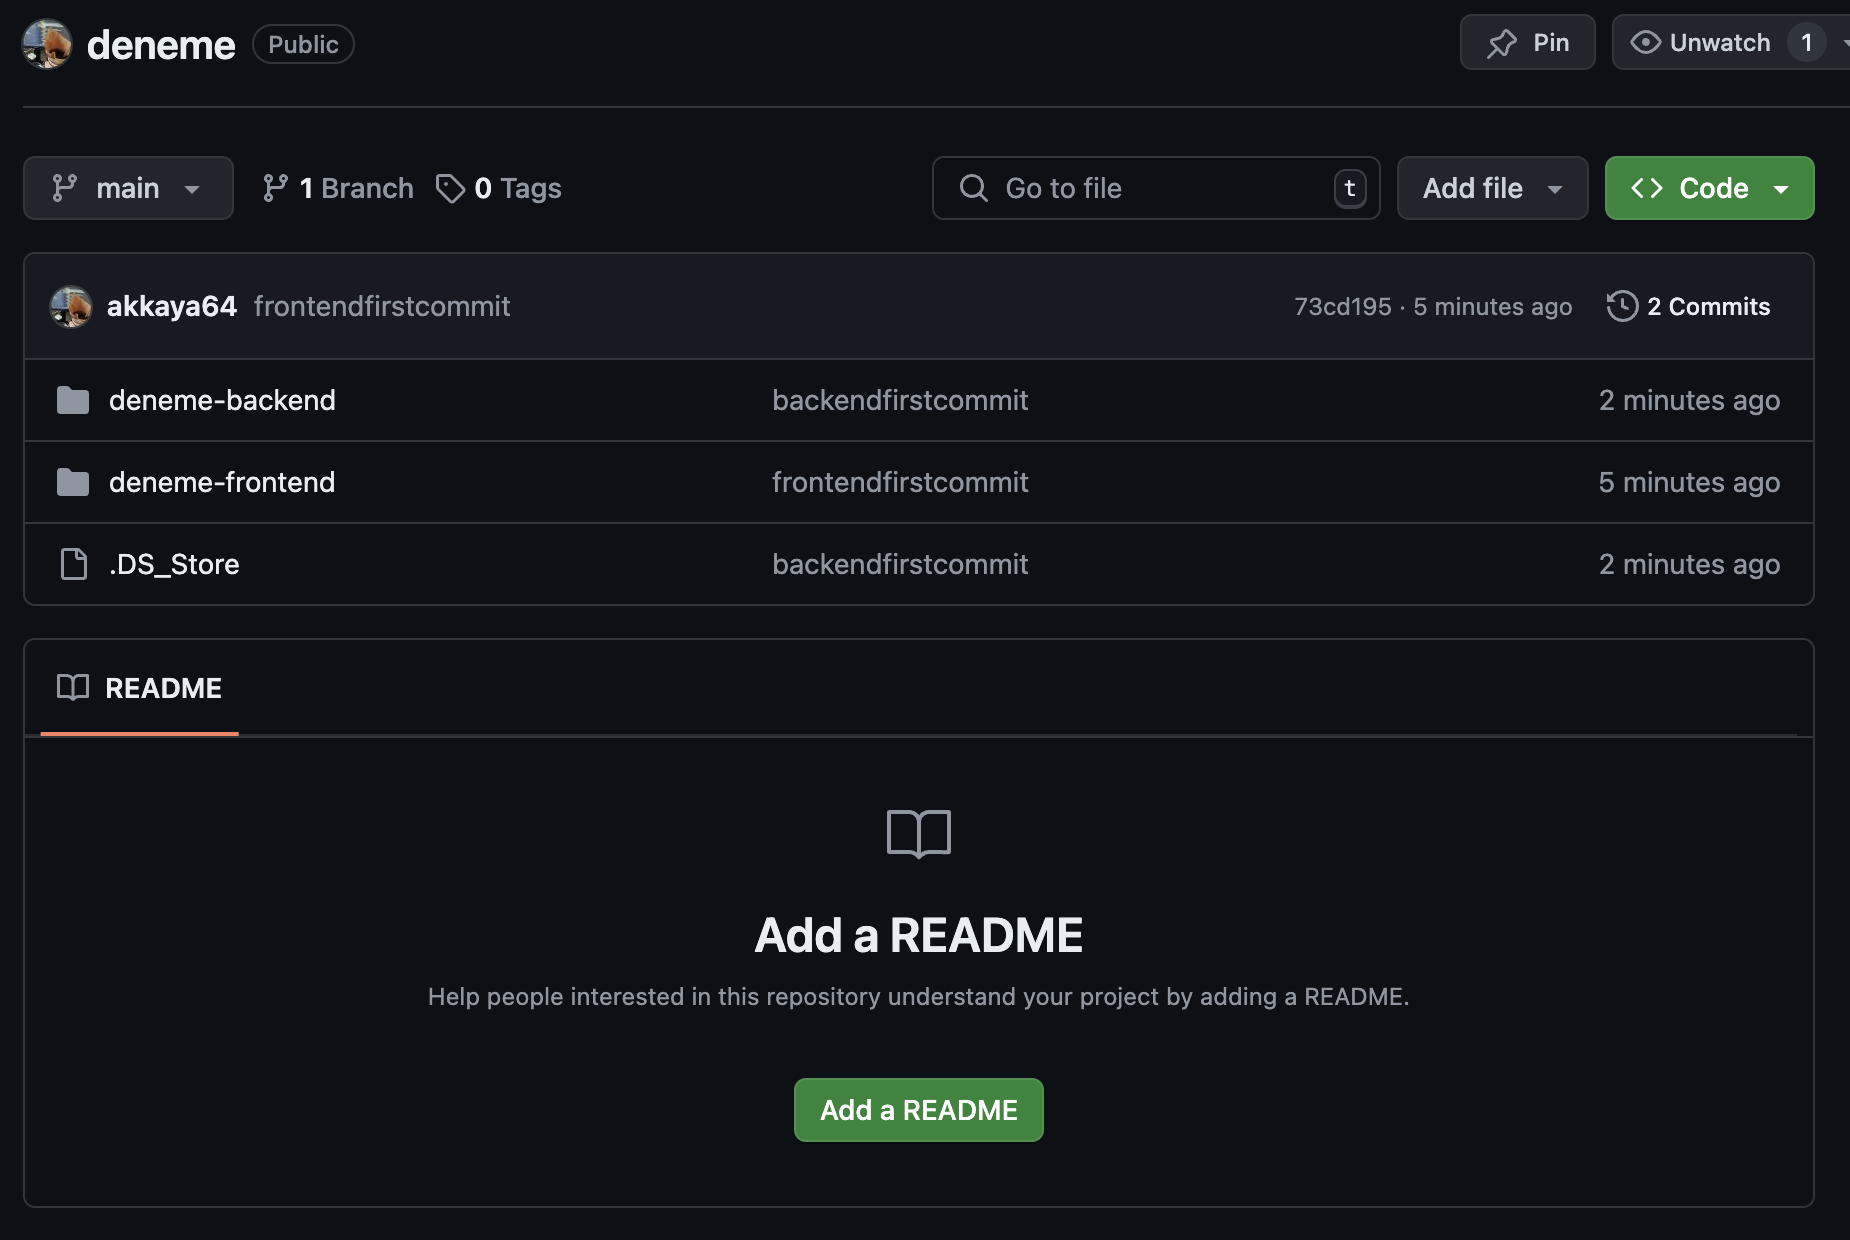 deneme Public
Pin
Unwatch 1
main
1 Branch
0 Tags
Go to file t
Add file
<> Code
akkaya64 frontendfirstcommit 73cd195 · 5 minutes ago 2 Commits
deneme-backend backendfirstcommit 2 minutes ago
deneme-frontend frontendfirstcommit 5 minutes ago
.DS_Store backendfirstcommit 2 minutes ago
README
Add a README
Help people interested in this repository understand your project by adding a README.
Add a README